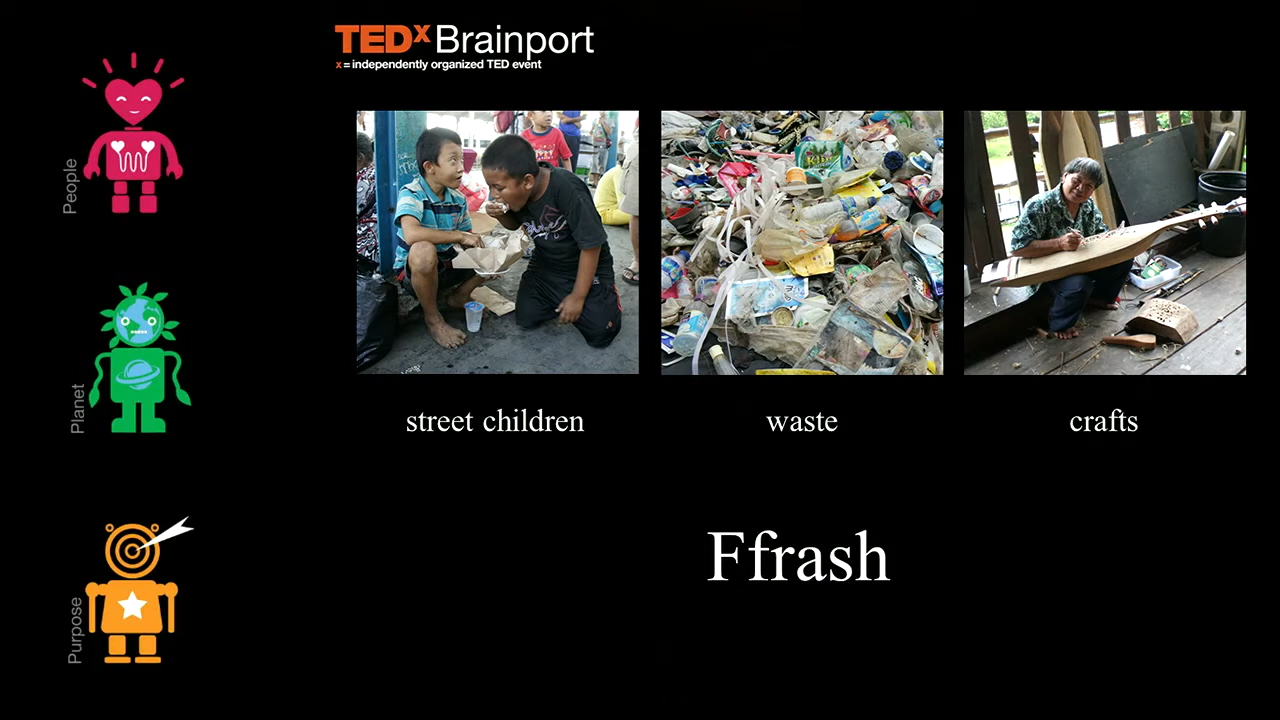 TEDxBrainport
x = independently organized TED event
People
street children
waste
crafts
Planet
Ffrash
Purpose